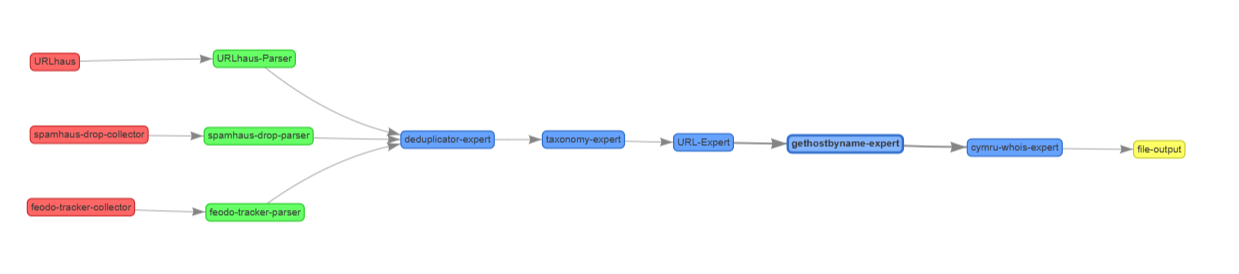 URLhaus
URLhaus-Parser
spamhaus-drop-collector
spamhaus-drop-parser
deduplicator-expert
taxonomy-expert
URL-Expert
gethostbyname-expert
cymru-whois-expert
file-output
feodo-tracker-collector
feodo-tracker-parser